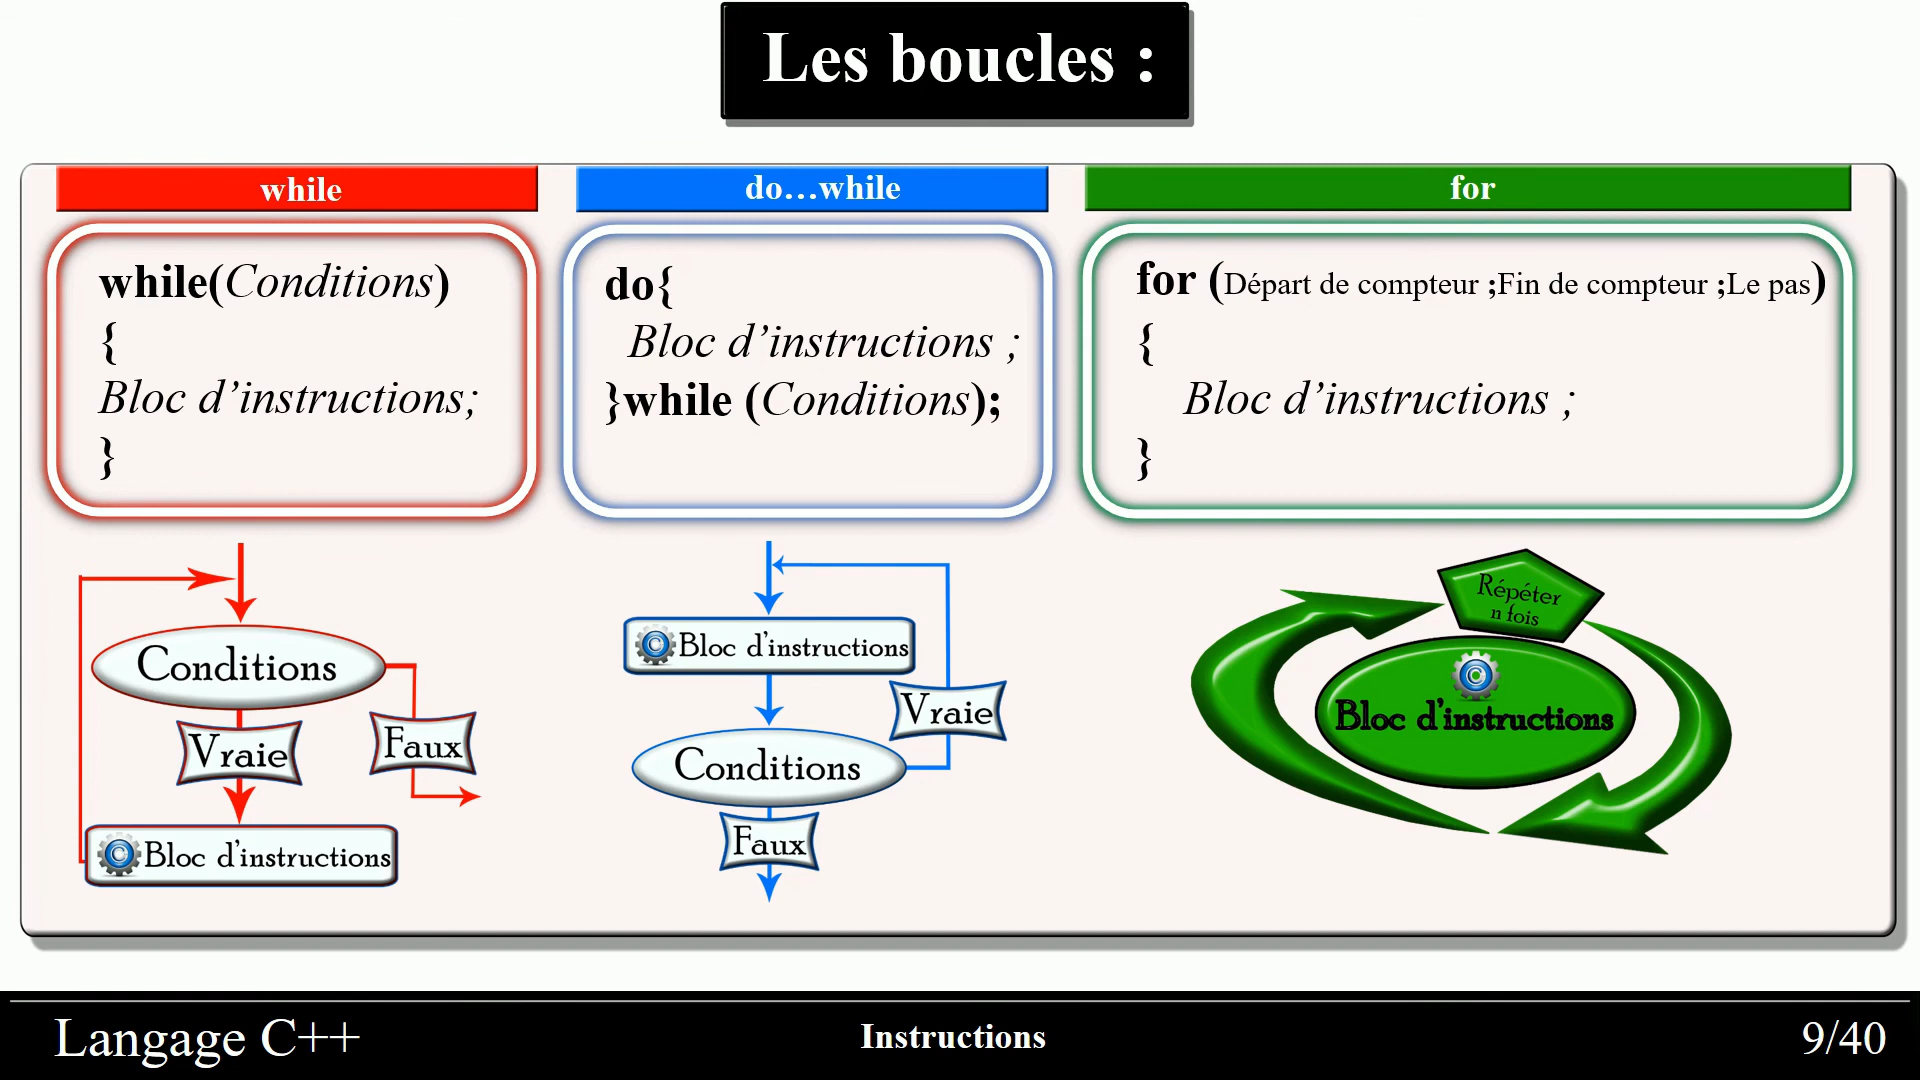 Les boucles :
while
while(Conditions)
{
Bloc d’instructions;
}
Conditions
Vraie
Faux
Bloc d'instructions
do…while
do{
Bloc d’instructions ;
}while (Conditions);
Bloc d'instructions
Vraie
Conditions
Faux
for
for (Départ de compteur ;Fin de compteur ;Le pas)
{
Bloc d’instructions ;
}
Répéter
n fois
Bloc d'instructions
Langage C++
Instructions
9/40